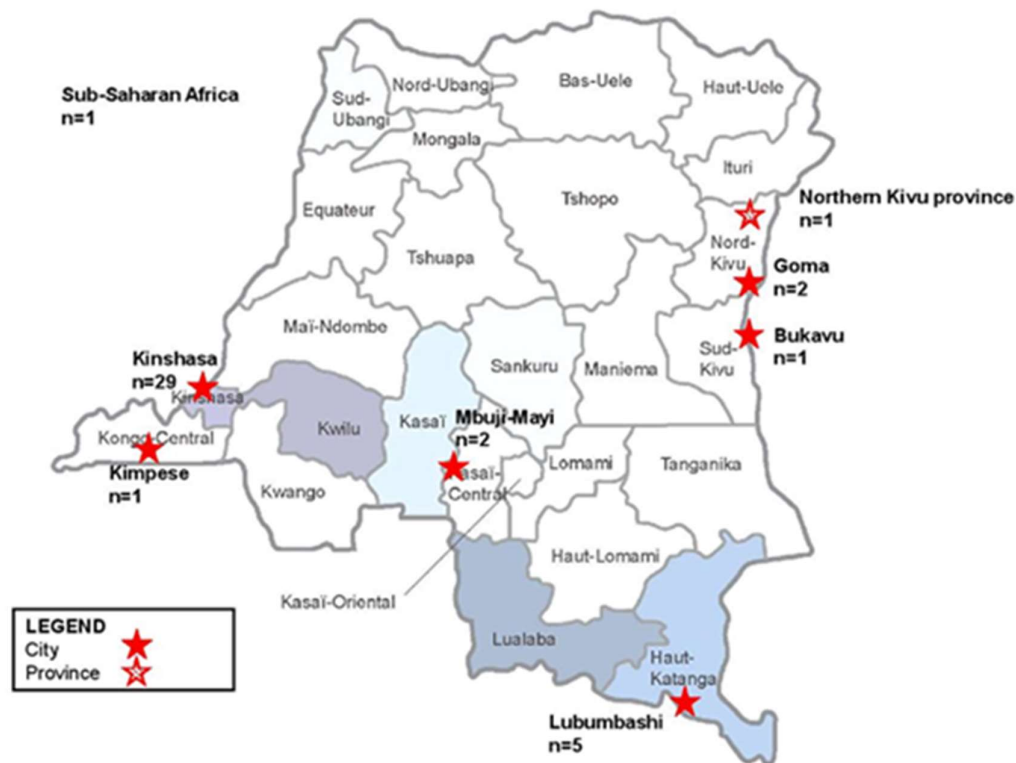 Sub-Saharan Africa
n=1
Nord-Ubangi
Bas-Uele
Haut-Uele
Sud-
Ubangi
Mongala
Ituri
Equateur
Tshopo
Northern Kivu province
n=1
Nord-
Kivu
Tshuapa
Goma
n=2
Maï-Ndombe
Bukavu
n=1
Sud-
Kivu
Sankuru
Maniema
Kinshasa
n=29
Kinshasa
Kwilu
Kasaï
Mbuji-Mayi
n=2
Kongo-Central
Kimpese
n=1
Kwango
Kasaï-
Central
Lomami
Tanganika
Haut-Lomami
Kasaï-Oriental
LEGEND
City
Province
Lualaba
Haut-
Katanga
Lubumbashi
n=5